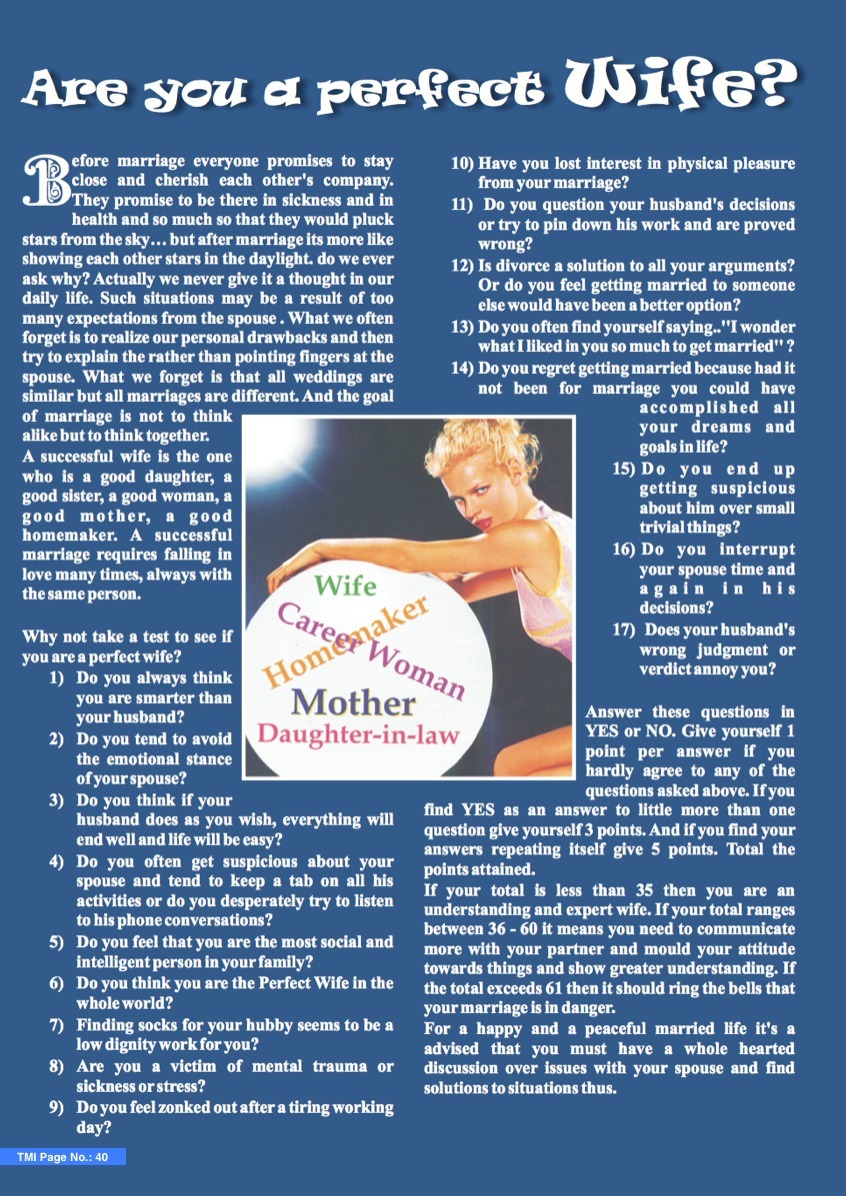 Are you a perfect Wife?
Before marriage everyone promises to stay
close and cherish each other's company.
They promise to be there in sickness and in
health and so much so that they would pluck
stars from the sky... but after marriage its more like
showing each other stars in the daylight. do we ever
ask why? Actually we never give it a thought in our
daily life. Such situations may be a result of too
many expectations from the spouse . What we often
forget is to realize our personal drawbacks and then
try to explain the rather than pointing fingers at the
spouse. What we forget is that all weddings are
similar but all marriages are different. And the goal
of marriage is not to think
alike but to think together.
A successful wife is the one
who is a good daughter, a
good sister, a good woman, a
good mother, a good
homemaker. A successful
marriage requires falling in
love many times, always with
the same person.
Why not take a test to see if
you are a perfect wife?
1) Do you always think
you are smarter than
your husband?
2) Do you tend to avoid
the emotional stance
of your spouse?
3) Do you think if your
husband does as you wish, everything will
end well and life will be easy?
4) Do you often get suspicious about your
spouse and tend to keep a tab on all his
activities or do you desperately try to listen
to his phone conversations?
5) Do you feel that you are the most social and
intelligent person in your family?
6) Do you think you are the Perfect Wife in the
whole world?
7) Finding socks for your hubby seems to be a
low dignity work for you?
8) Are you a victim of mental trauma or
sickness or stress?
9) Do you feel zonked out after a tiring working
day?
Wife
Career Woman
Homemaker
Mother
Daughter-in-law
10) Have you lost interest in physical pleasure
from your marriage?
11) Do you question your husband's decisions
or try to pin down his work and are proved
wrong?
12) Is divorce a solution to all your arguments?
Or do you feel getting married to someone
else would have been a better option?
13) Do you often find yourself saying.."I wonder
what I liked in you so much to get married" ?
14) Do you regret getting married because had it
not been for marriage you could have
accomplished all
your dreams and
goals in life?
15) Do you end up
getting suspicious
about him over small
trivial things?
16) Do you interrupt
your spouse time and
again in his
decisions?
17) Does your husband's
wrong judgment or
verdict annoy you?
Answer these questions in
YES or NO. Give yourself 1
point per answer if you
hardly agree to any of the
questions asked above. If you
find YES as an answer to little more than one
question give yourself 3 points. And if you find your
answers repeating itself give 5 points. Total the
points attained.
If your total is less than 35 then you are an
understanding and expert wife. If your total ranges
between 36 - 60 it means you need to communicate
more with your partner and mould your attitude
towards things and show greater understanding. If
the total exceeds 61 then it should ring the bells that
your marriage is in danger.
For a happy and a peaceful married life it's a
advised that you must have a whole hearted
discussion over issues with your spouse and find
solutions to situations thus.
TMI Page No.: 40